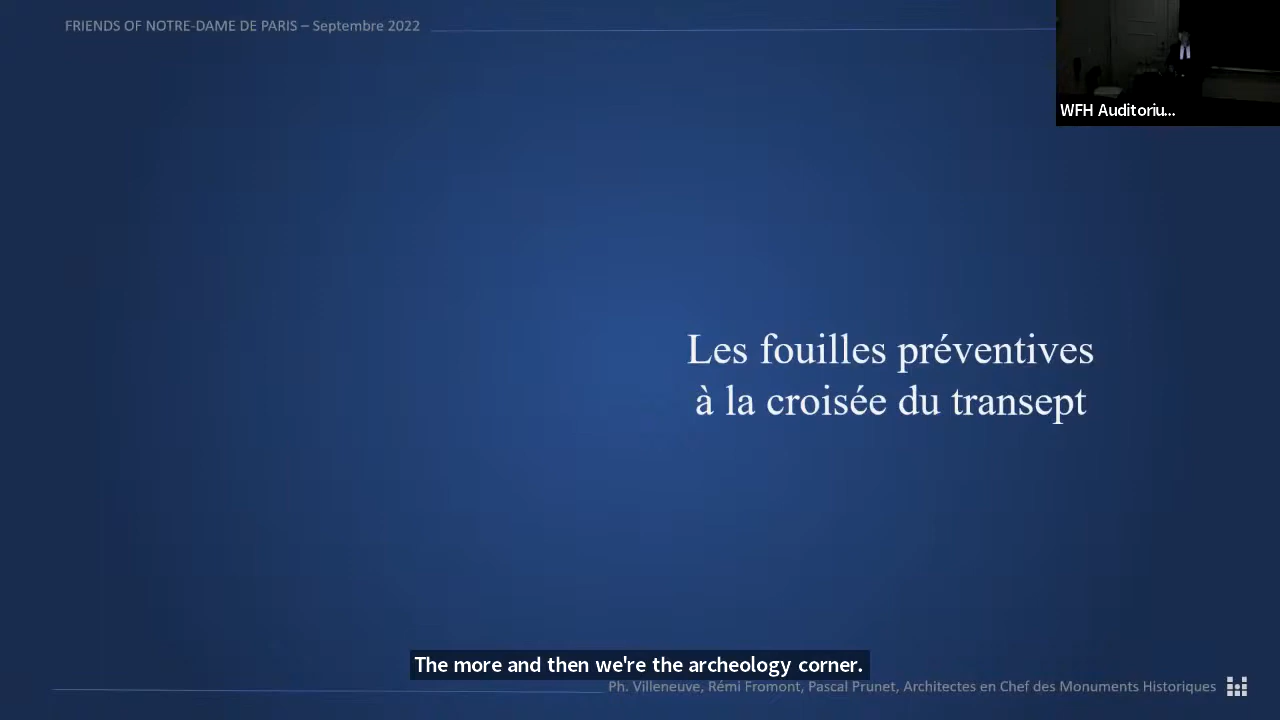 FRIENDS OF NOTRE-DAME DE PARIS – Septembre 2022
WFH Auditoriu...
Les fouilles préventives
à la croisée du transept
The more and then we're the archeology corner.
Ph. Villeneuve, Rémi Fromont, Pascal Prunet, Architectes en Chef des Monuments Historiques